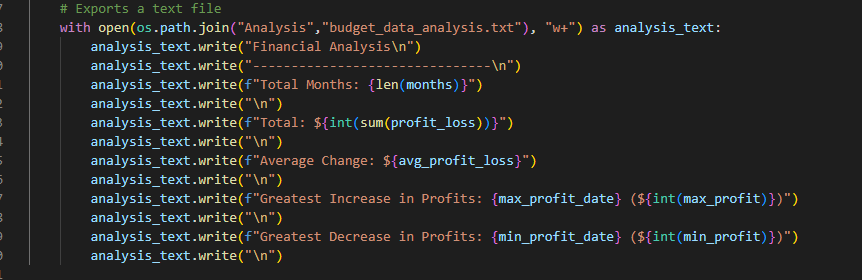 # Exports a text file
with open(os.path.join("Analysis","budget_data_analysis.txt"), "w+") as analysis_text:
analysis_text.write("Financial Analysis\n")
analysis_text.write("-------------------------------\n")
analysis_text.write(f"Total Months: {len(months)}")
analysis_text.write("\n")
analysis_text.write(f"Total: ${int(sum(profit_loss))}")
analysis_text.write("\n")
analysis_text.write(f"Average Change: ${avg_profit_loss}")
analysis_text.write("\n")
analysis_text.write(f"Greatest Increase in Profits: {max_profit_date} (${int(max_profit)})")
analysis_text.write("\n")
analysis_text.write(f"Greatest Decrease in Profits: {min_profit_date} (${int(min_profit)})")
analysis_text.write("\n")